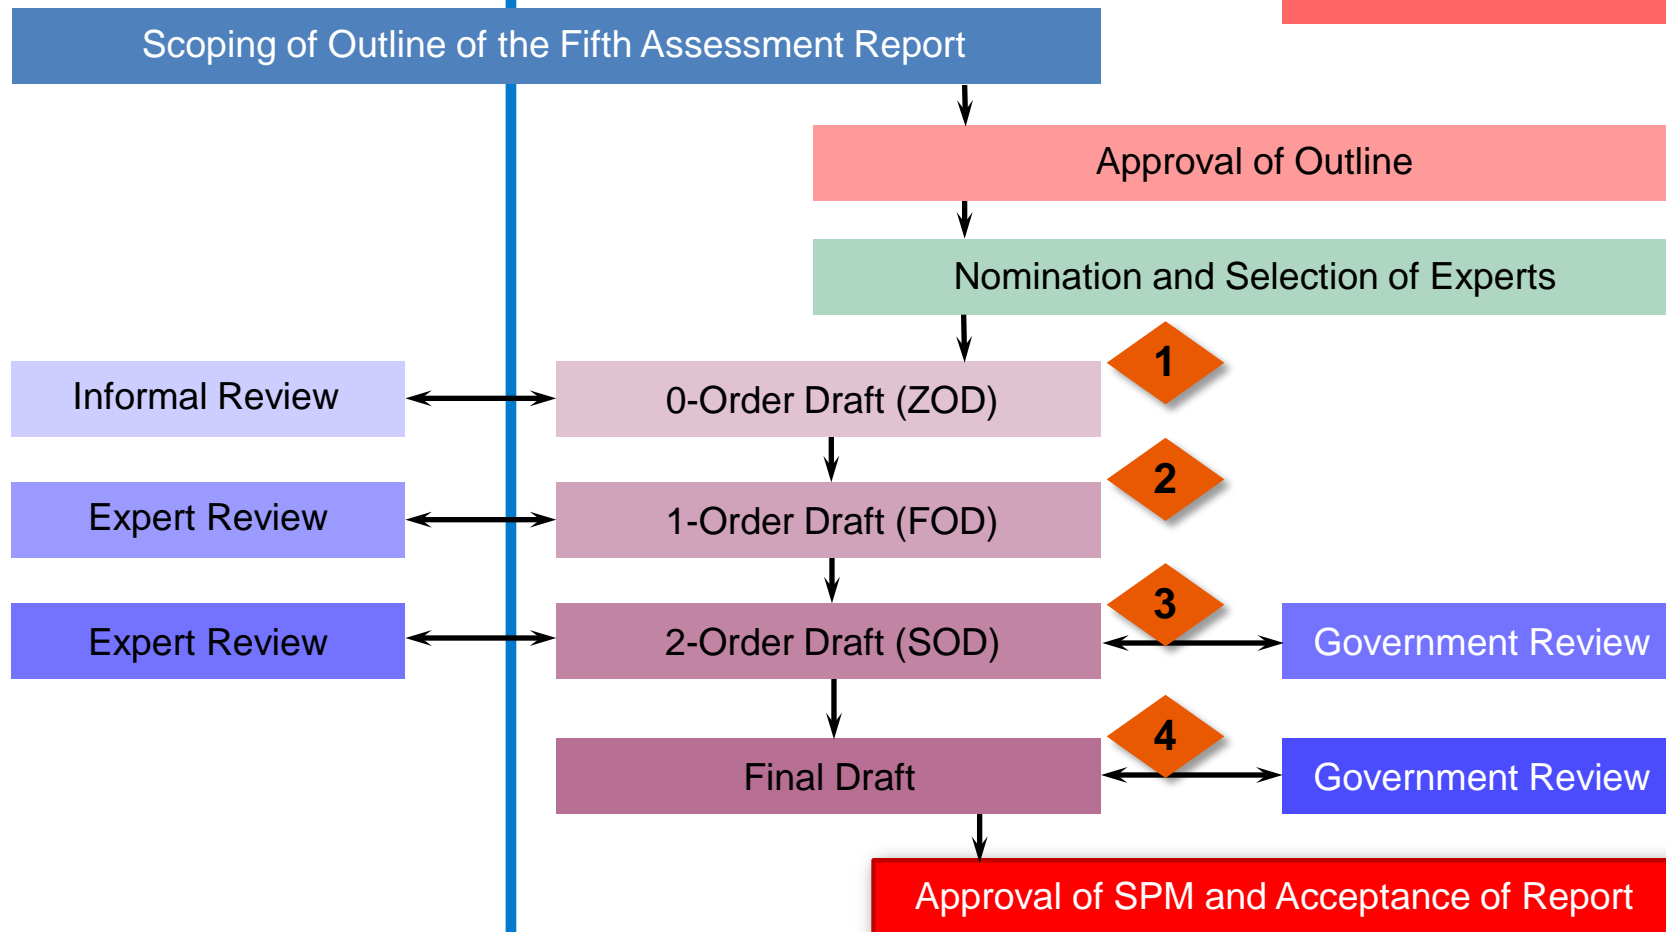 Scoping of Outline of the Fifth Assessment Report
Approval of Outline
Nomination and Selection of Experts
1
Informal Review
0-Order Draft (ZOD)
2
Expert Review
1-Order Draft (FOD)
3
Expert Review
2-Order Draft (SOD)
Government Review
4
Final Draft
Government Review
Approval of SPM and Acceptance of Report